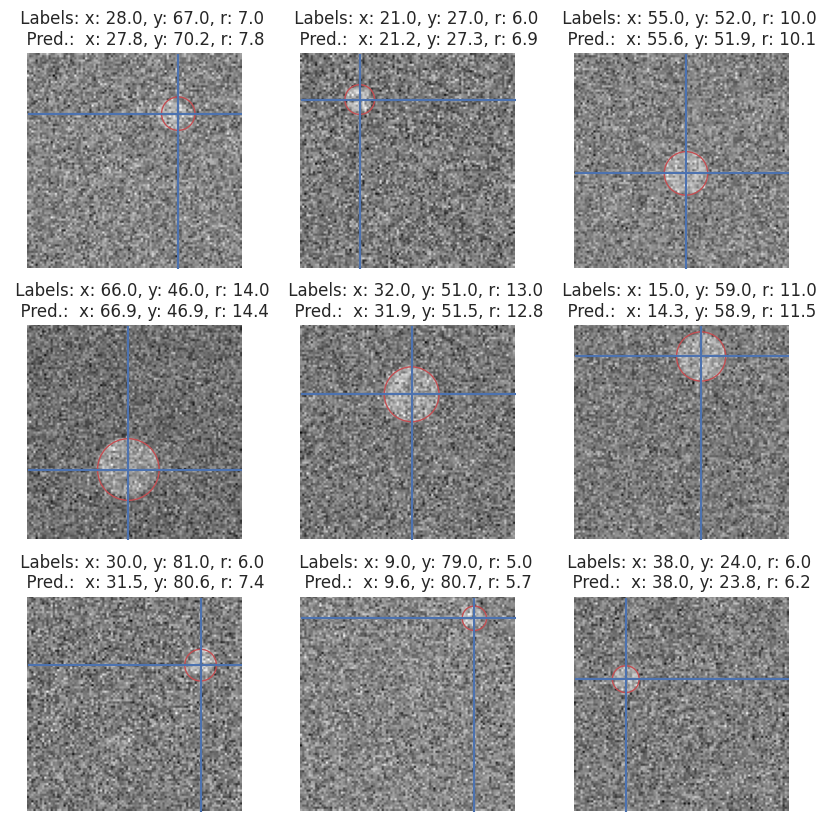 Labels: x: 28.0, y: 67.0, r: 7.0
Pred.: x: 27.8, y: 70.2, r: 7.8
Labels: x: 21.0, y: 27.0, r: 6.0
Pred.: x: 21.2, y: 27.3, r: 6.9
Labels: x: 55.0, y: 52.0, r: 10.0
Pred.: x: 55.6, y: 51.9, r: 10.1
Labels: x: 66.0, y: 46.0, r: 14.0
Pred.: x: 66.9, y: 46.9, r: 14.4
Labels: x: 32.0, y: 51.0, r: 13.0
Pred.: x: 31.9, y: 51.5, r: 12.8
Labels: x: 15.0, y: 59.0, r: 11.0
Pred.: x: 14.3, y: 58.9, r: 11.5
Labels: x: 30.0, y: 81.0, r: 6.0
Pred.: x: 31.5, y: 80.6, r: 7.4
Labels: x: 9.0, y: 79.0, r: 5.0
Pred.: x: 9.6, y: 80.7, r: 5.7
Labels: x: 38.0, y: 24.0, r: 6.0
Pred.: x: 38.0, y: 23.8, r: 6.2